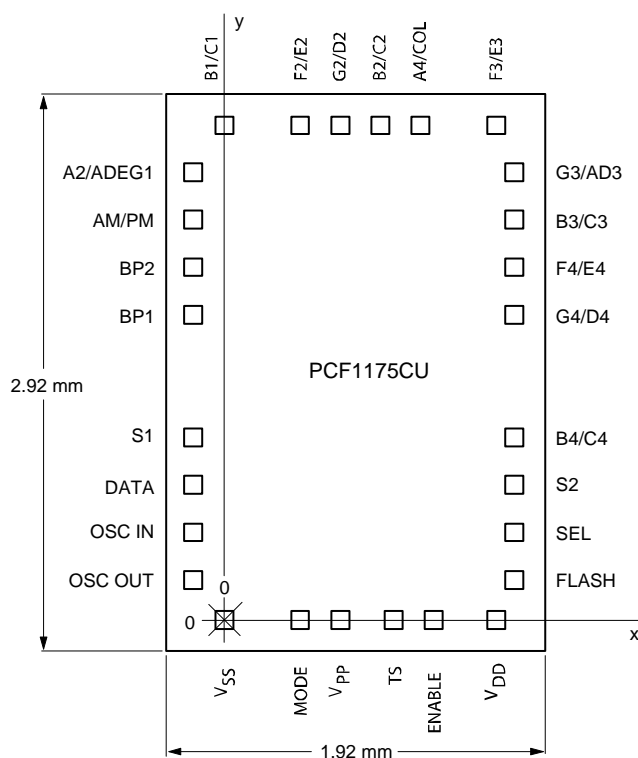 y
B1/C1
F2/E2
G2/D2
B2/C2
A4/COL
F3/E3
A2/ADEG1
G3/AD3
AM/PM
B3/C3
BP2
F4/E4
BP1
G4/D4
PCF1175CU
2.92 mm
S1
B4/C4
DATA
S2
OSC IN
SEL
OSC OUT
0
FLASH
0
x
VSS
MODE
VPP
TS
ENABLE
VDD
1.92 mm